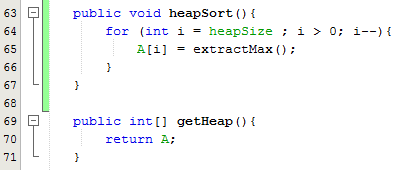 63 public void heapSort(){
64 for (int i = heapSize ; i > 0; i--){
65 A[i] = extractMax();
66 }
67 }
68
69 public int[] getHeap(){
70 return A;
71 }